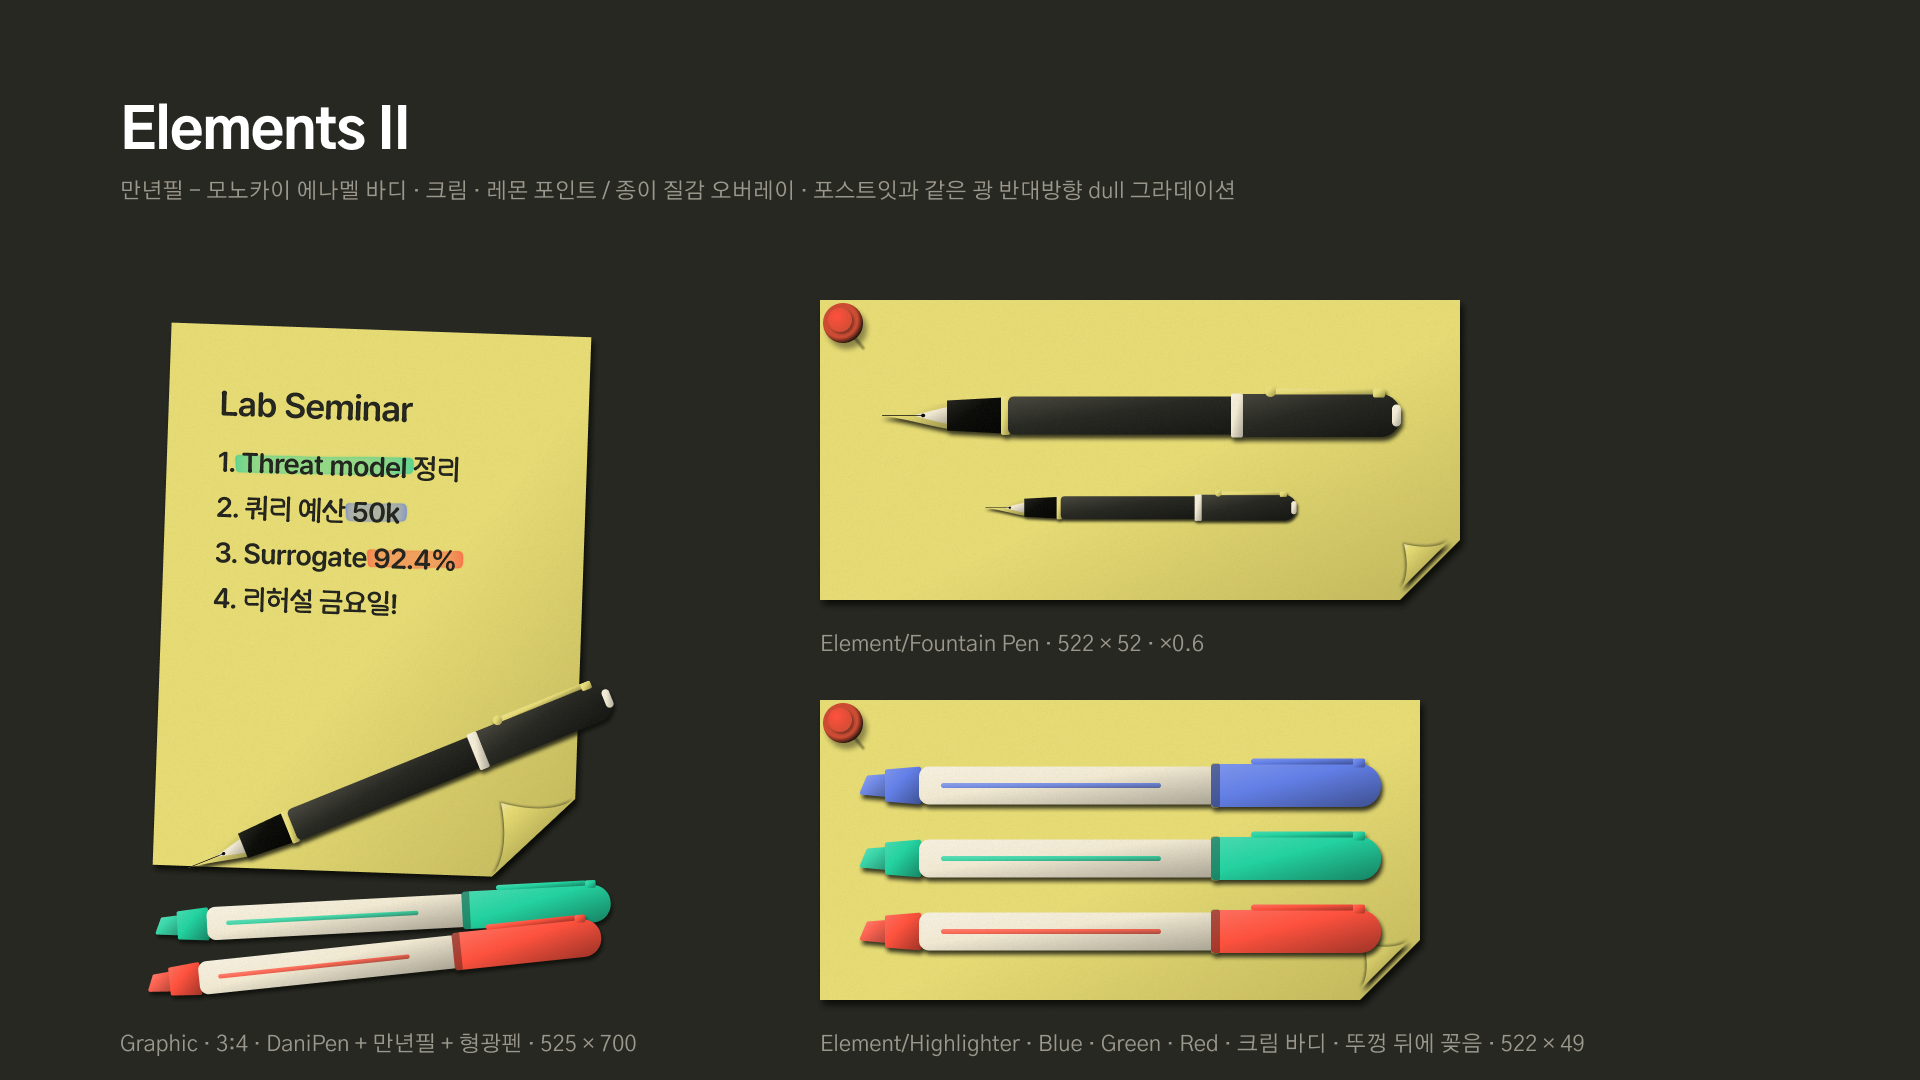 Elements II
만년필 – 모노카이 에나멜 바디 · 크림 · 레몬 포인트 / 종이 질감 오버레이 · 포스트잇과 같은 광 반대방향 dull 그라데이션
Lab Seminar
1. Threat model 정리
2. 쿼리 예산 50k
3. Surrogate 92.4%
4. 리허설 금요일!
Graphic · 3:4 · DaniPen + 만년필 + 형광펜 · 525 × 700
Element/Fountain Pen · 522 × 52 · ×0.6
Element/Highlighter · Blue · Green · Red · 크림 바디 · 뚜껑 뒤에 꽂음 · 522 × 49